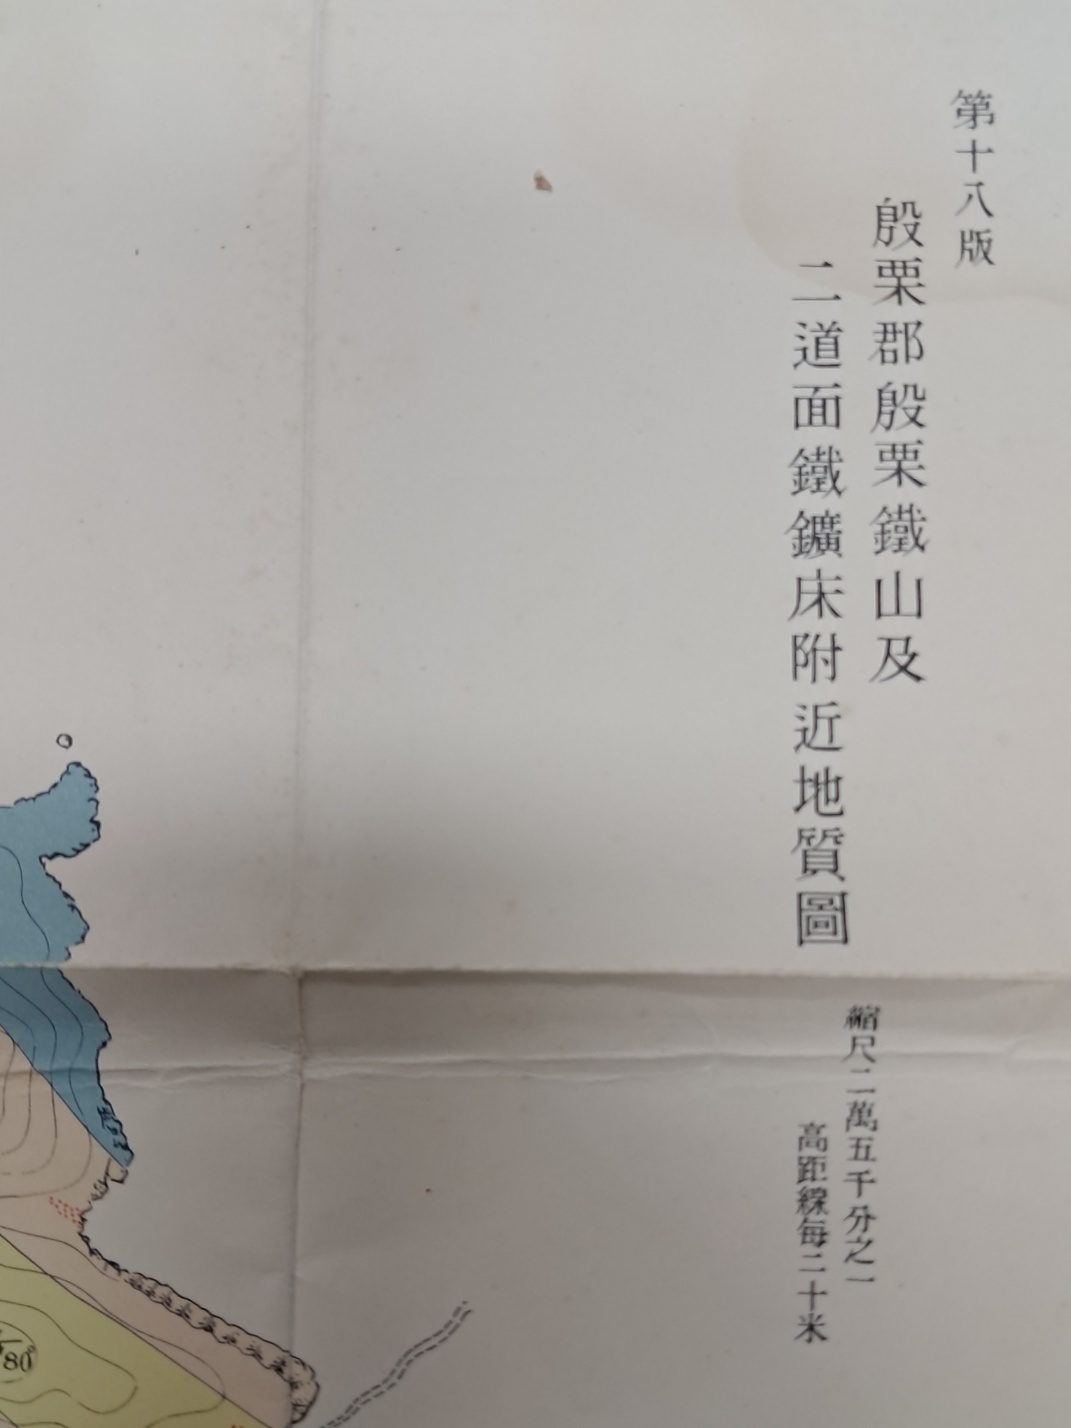 第十八版
殷栗郡殷栗鐵山及
二道面鐵鑛床附近地質圖
縮尺二萬五千分之一
高距線每二十米
80°